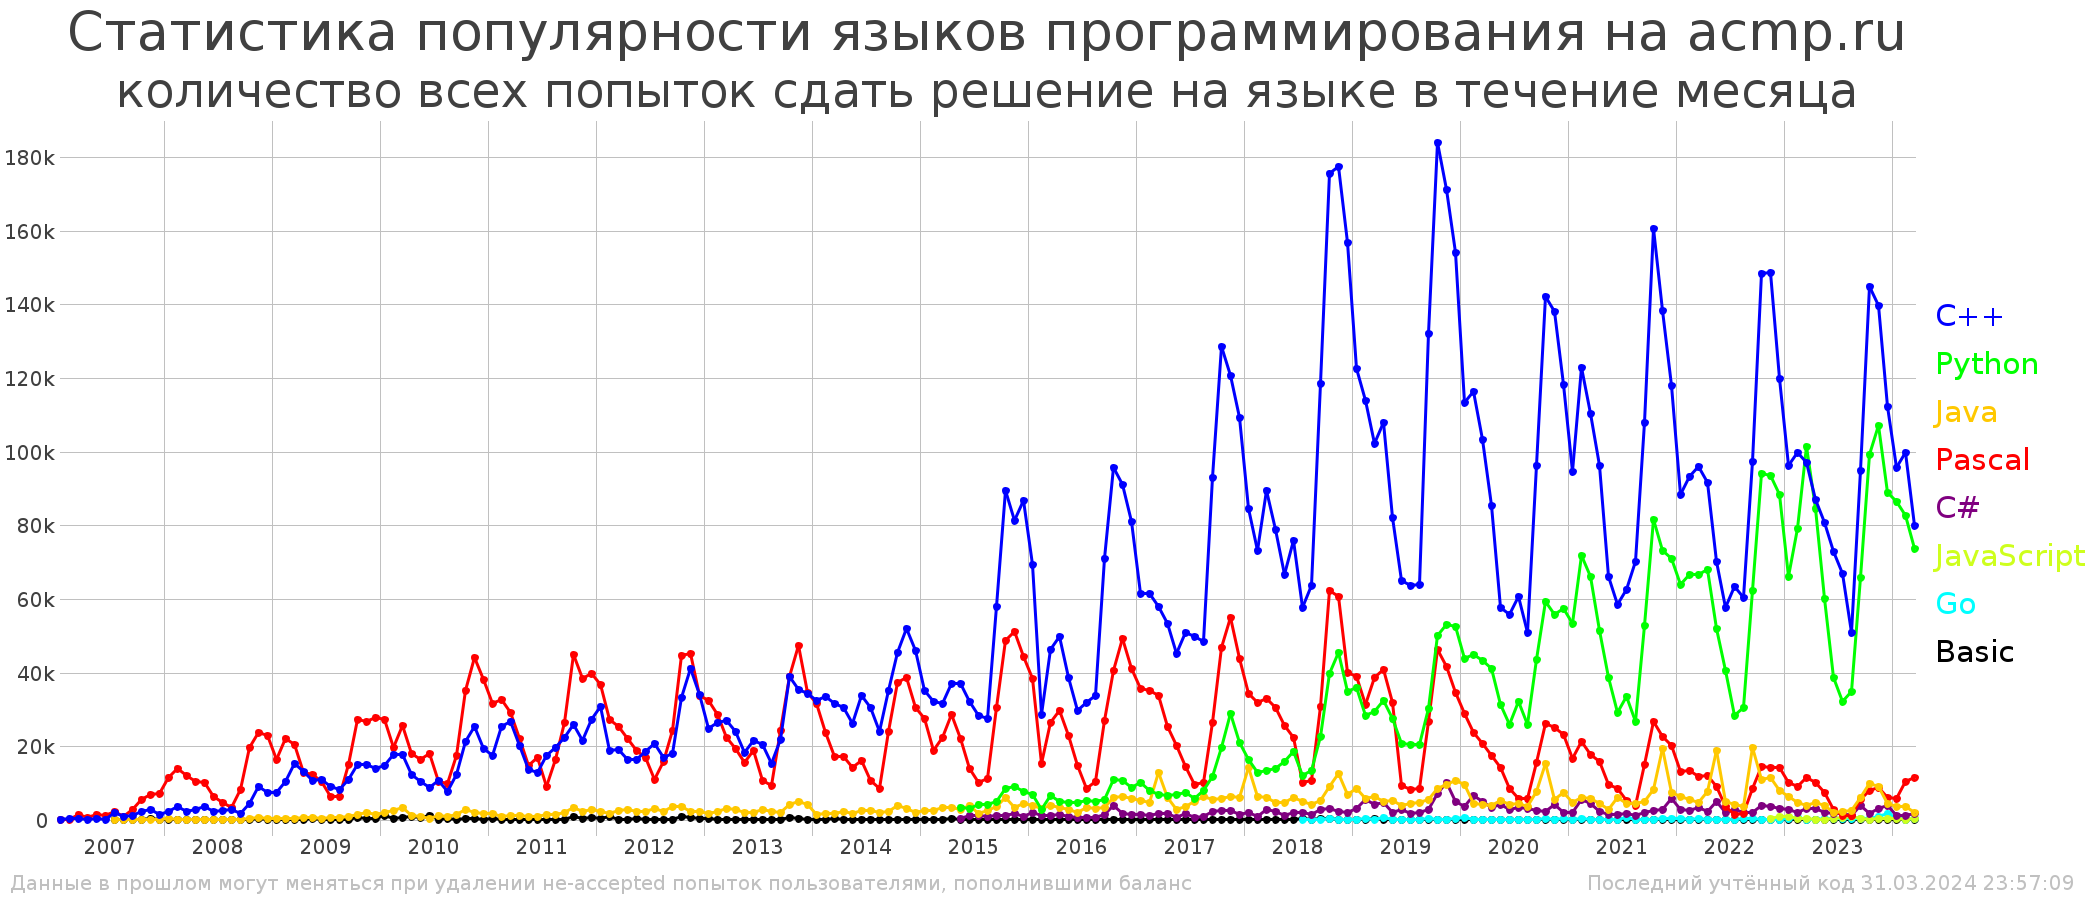 Статистика популярности языков программирования на acmp.ru
количество всех попыток сдать решение на языке в течение месяца
180k
160k
140k
120k
100k
80k
60k
40k
20k
0
C++
Python
Java
Pascal
C#
JavaScript
Go
Basic
2007 2008 2009 2010 2011 2012 2013 2014 2015 2016 2017 2018 2019 2020 2021 2022 2023
Данные в прошлом могут меняться при удалении не-accepted попыток пользователями, пополнившими баланс
Последний учтённый код 31.03.2024 23:57:09